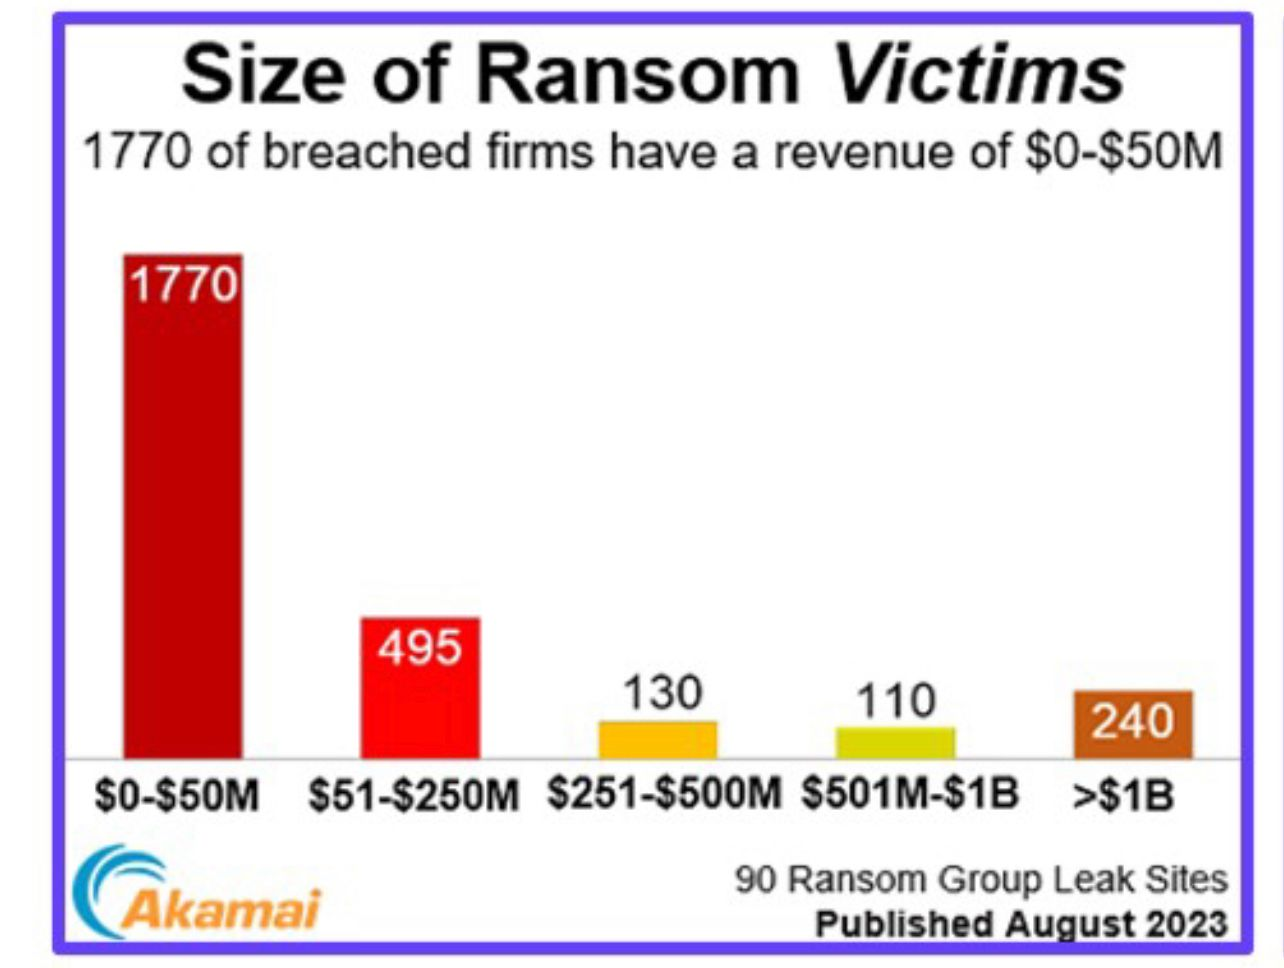 Size of Ransom Victims
1770 of breached firms have a revenue of $0-$50M
1770
495
130
110
240
$0-$50M
$51-$250M
$251-$500M
$501M-$1B
>$1B
Akamai
90 Ransom Group Leak Sites
Published August 2023